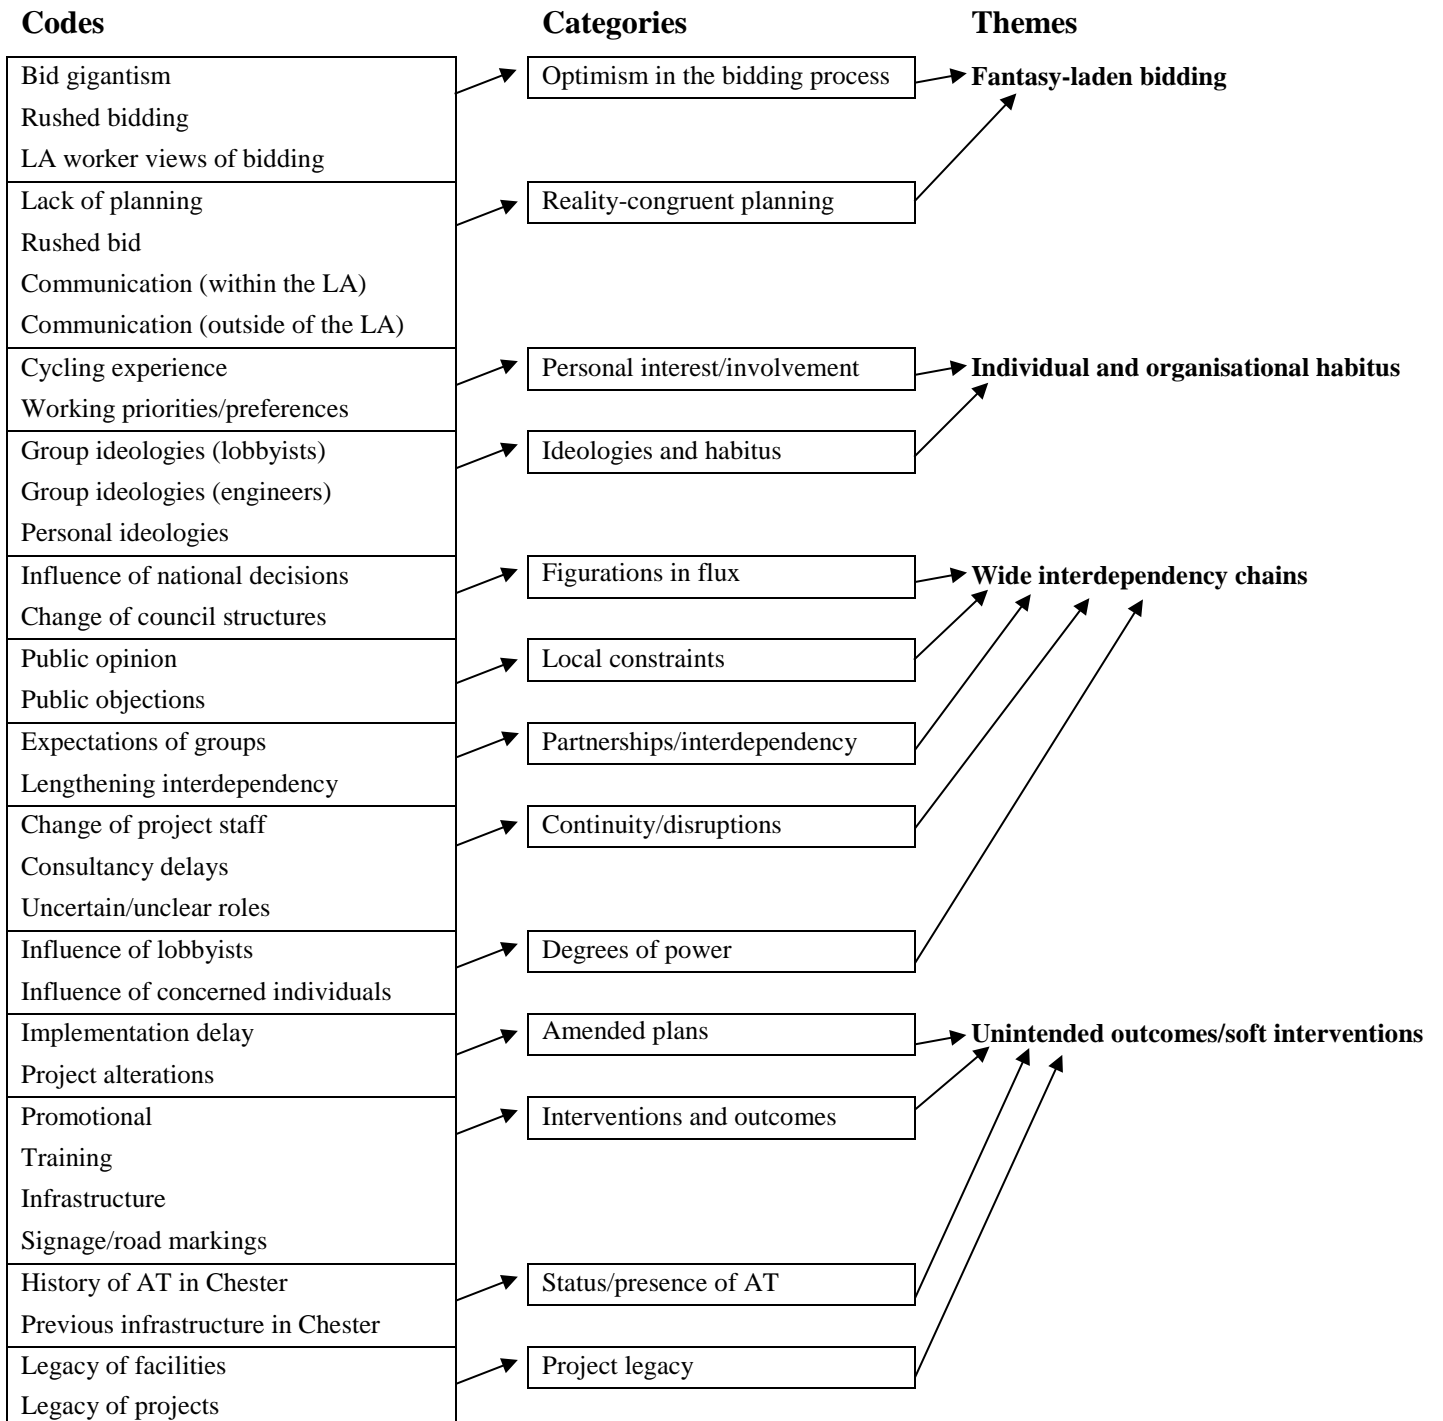 Codes
Categories
Themes
Bid gigantism
Rushed bidding
LA worker views of bidding
Optimism in the bidding process
Fantasy-laden bidding
Lack of planning
Rushed bid
Communication (within the LA)
Communication (outside of the LA)
Reality-congruent planning
Cycling experience
Working priorities/preferences
Personal interest/involvement
Individual and organisational habitus
Group ideologies (lobbyists)
Group ideologies (engineers)
Personal ideologies
Ideologies and habitus
Influence of national decisions
Change of council structures
Figurations in flux
Wide interdependency chains
Public opinion
Public objections
Local constraints
Expectations of groups
Lengthening interdependency
Partnerships/interdependency
Change of project staff
Consultancy delays
Uncertain/unclear roles
Continuity/disruptions
Influence of lobbyists
Influence of concerned individuals
Degrees of power
Implementation delay
Project alterations
Amended plans
Unintended outcomes/soft interventions
Promotional
Training
Infrastructure
Signage/road markings
Interventions and outcomes
History of AT in Chester
Previous infrastructure in Chester
Status/presence of AT
Legacy of facilities
Legacy of projects
Project legacy